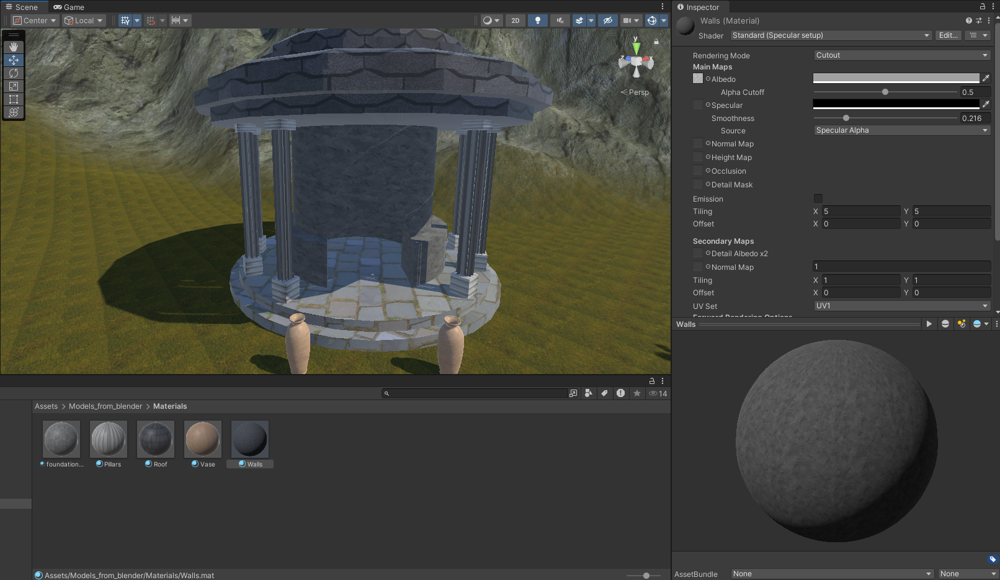 Scene
Game
Center
Local
2D
y
z
x
Persp
Inspector
Walls (Material)
Shader
Standard (Specular setup)
Edit...
Rendering Mode
Cutout
Main Maps
Albedo
Alpha Cutoff
0.5
Specular
Smoothness
0.216
Source
Specular Alpha
Normal Map
Height Map
Occlusion
Detail Mask
Emission
Tiling X 5 Y 5
Offset X 0 Y 0
Secondary Maps
Detail Albedo x2
Normal Map 1
Tiling X 1 Y 1
Offset X 0 Y 0
UV Set UV1
Forward Rendering Options
Walls
14
Assets > Models_from_blender > Materials
foundation...
Pillars
Roof
Vase
Walls
Assets/Models_from_blender/Materials/Walls.mat
AssetBundle None None